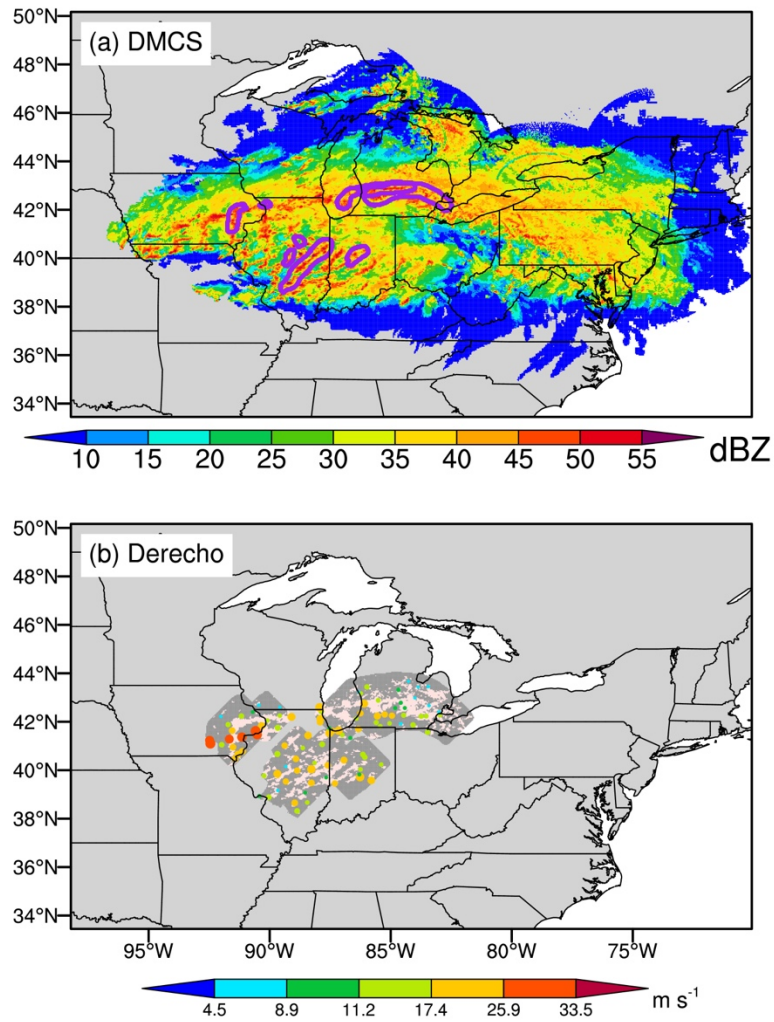 50°N
(a) DMCS
48°N
46°N
44°N
42°N
40°N
38°N
36°N
34°N
10 15 20 25 30 35 40 45 50 55 dBZ
50°N
(b) Derecho
48°N
46°N
44°N
42°N
40°N
38°N
36°N
34°N
95°W 90°W 85°W 80°W 75°W
4.5 8.9 11.2 17.4 25.9 33.5 m s⁻¹